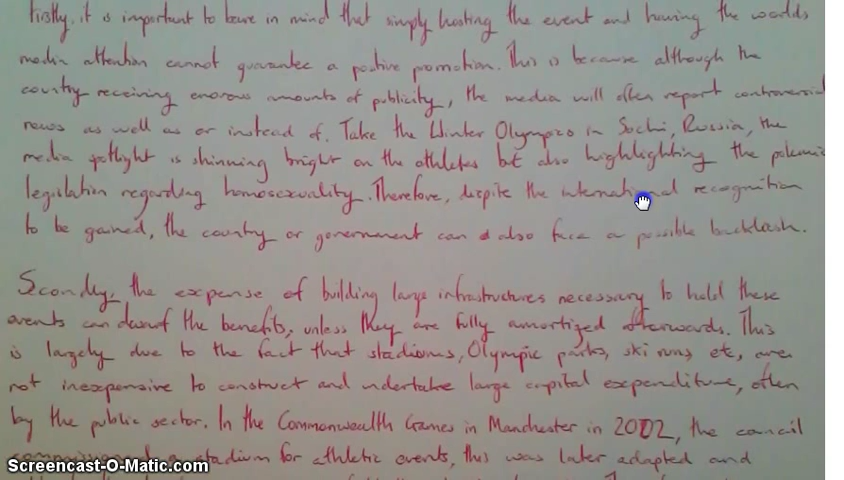 Firstly, it is important to bare in mind that simply hosting the event and having the worlds
media attention cannot guarantee a positive promotion. This is because although the
country receiving enorous amounts of publicity, the media will often report controversial
news as well as or instead of. Take the Winter Olympics in Sochi, Russia, the
media spotlight is shinning bright on the athletes but also highlighting the polemic
legislation regarding homosexuality. Therefore, dispite the international recognition
to be gained, the country or government can also face a possible backlash.
Secondly, the expense of building large infrastructures necessary to hold these
events can dwarf the benefits, unless they are fully amortized afterwards. This
is largely due to the fact that stadiums, Olympic parks, ski runs etc, are
not inexpensive to construct and undertake large capital expenditure, often
by the public sector. In the Commonwealth Games in Manchester in 2002, the council
a stadium for athletic events, this was later adapted and
Screencast-O-Matic.com